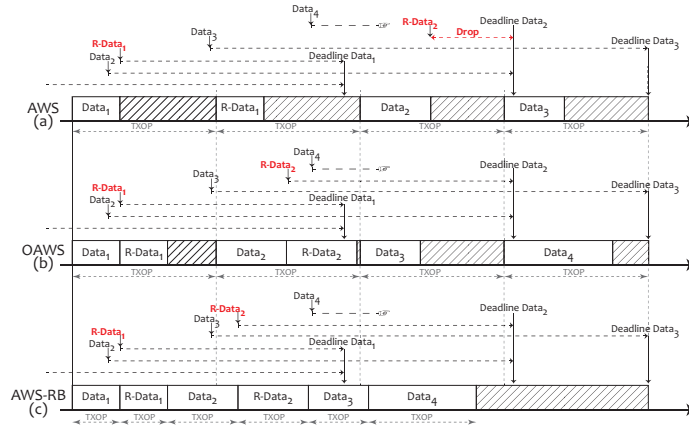 Data4
R-Data2
Deadline Data2
R-Data1
Data3
Drop
Data2
Deadline Data1
Deadline Data3
AWS
(a)
Data1
R-Data1
Data2
Data3
TXOP
TXOP
TXOP
TXOP
Data4
R-Data2
Deadline Data2
R-Data1
Data3
Data2
Deadline Data1
Deadline Data3
OAWS
(b)
Data1
R-Data1
Data2
R-Data2
Data3
Data4
TXOP
TXOP
TXOP
TXOP
Data4
R-Data2
Deadline Data2
R-Data1
Data3
Data2
Deadline Data1
Deadline Data3
AWS-RB
(c)
Data1
R-Data1
Data2
R-Data2
Data3
Data4
TXOP
TXOP
TXOP
TXOP
TXOP
TXOP